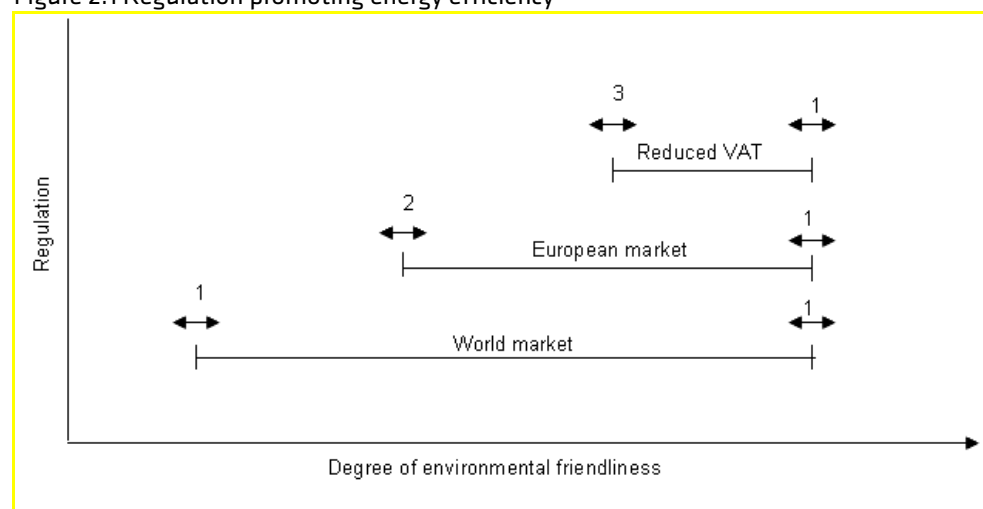 Figure 2.1 Regulation promoting energy efficiency
3
1
Reduced VAT
2
1
European market
1
1
World market
Regulation
Degree of environmental friendliness